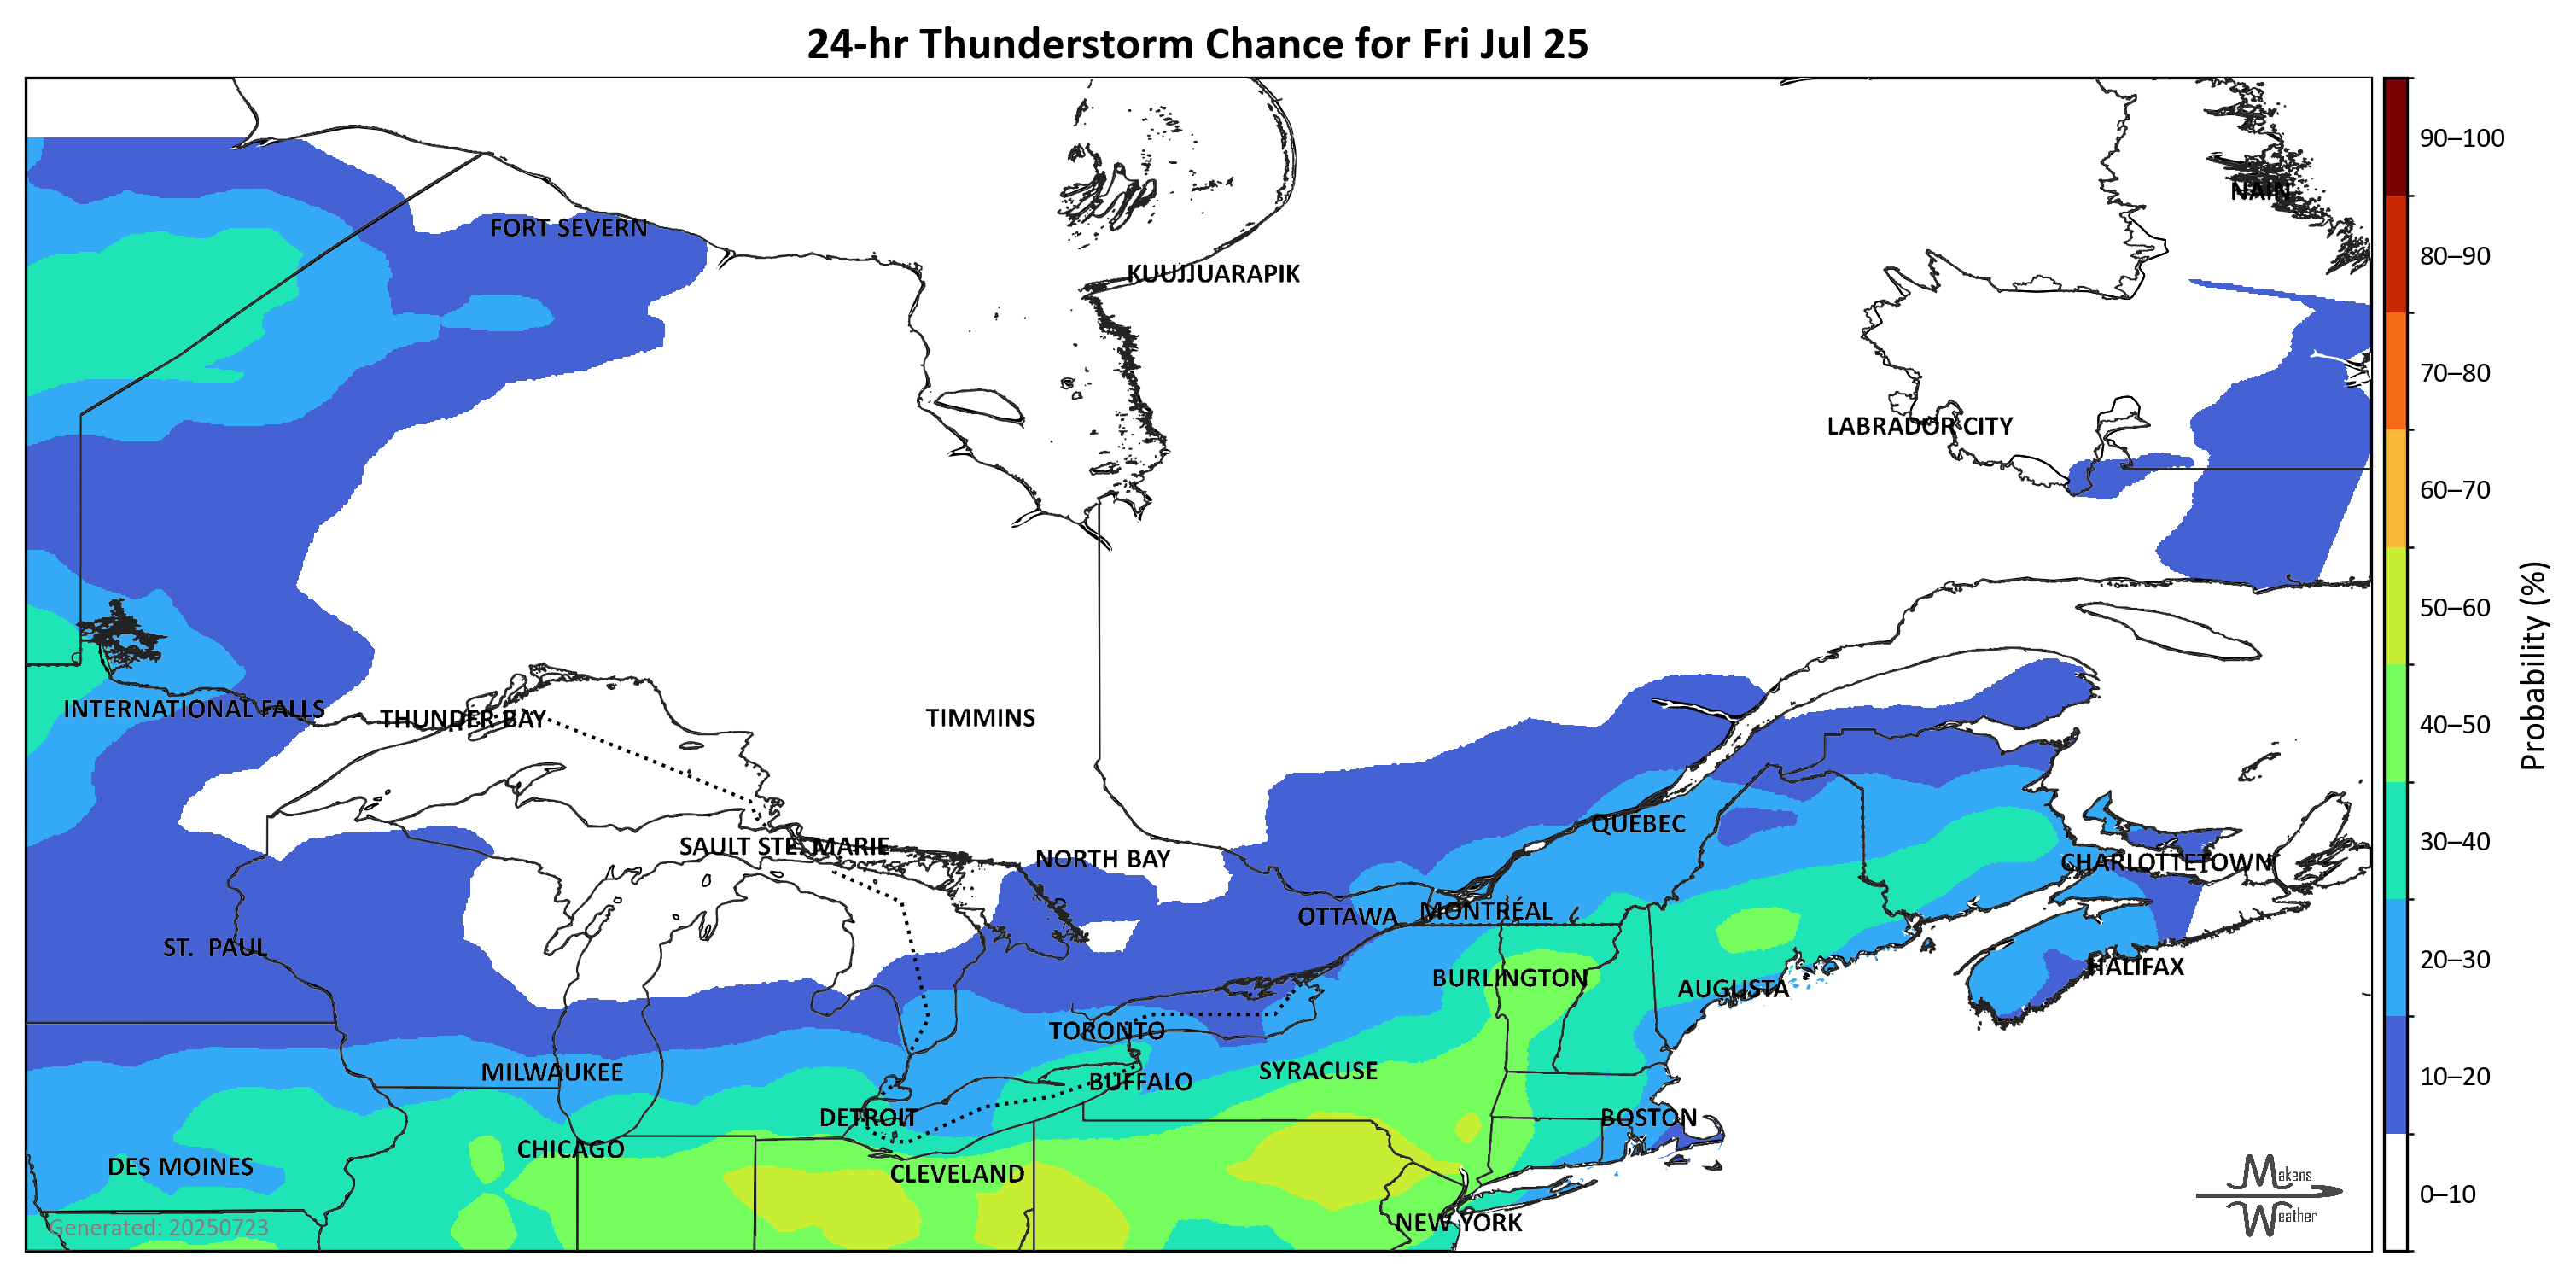 24-hr Thunderstorm Chance for Fri Jul 25
90–100
NAIN
FORT SEVERN
80–90
KUUJJUARAPIK
70–80
LABRADOR CITY
60–70
50–60
Probability (%)
INTERNATIONAL FALLS
THUNDER BAY
TIMMINS
40–50
QUEBEC
SAULT STE. MARIE
NORTH BAY
CHARLOTTETOWN
30–40
OTTAWA
MONTRÉAL
ST. PAUL
BURLINGTON
HALIFAX
20–30
AUGUSTA
TORONTO
MILWAUKEE
SYRACUSE
BUFFALO
10–20
DETROIT
BOSTON
CHICAGO
DES MOINES
CLEVELAND
Makens
Weather
0–10
NEW YORK
Generated: 20250723